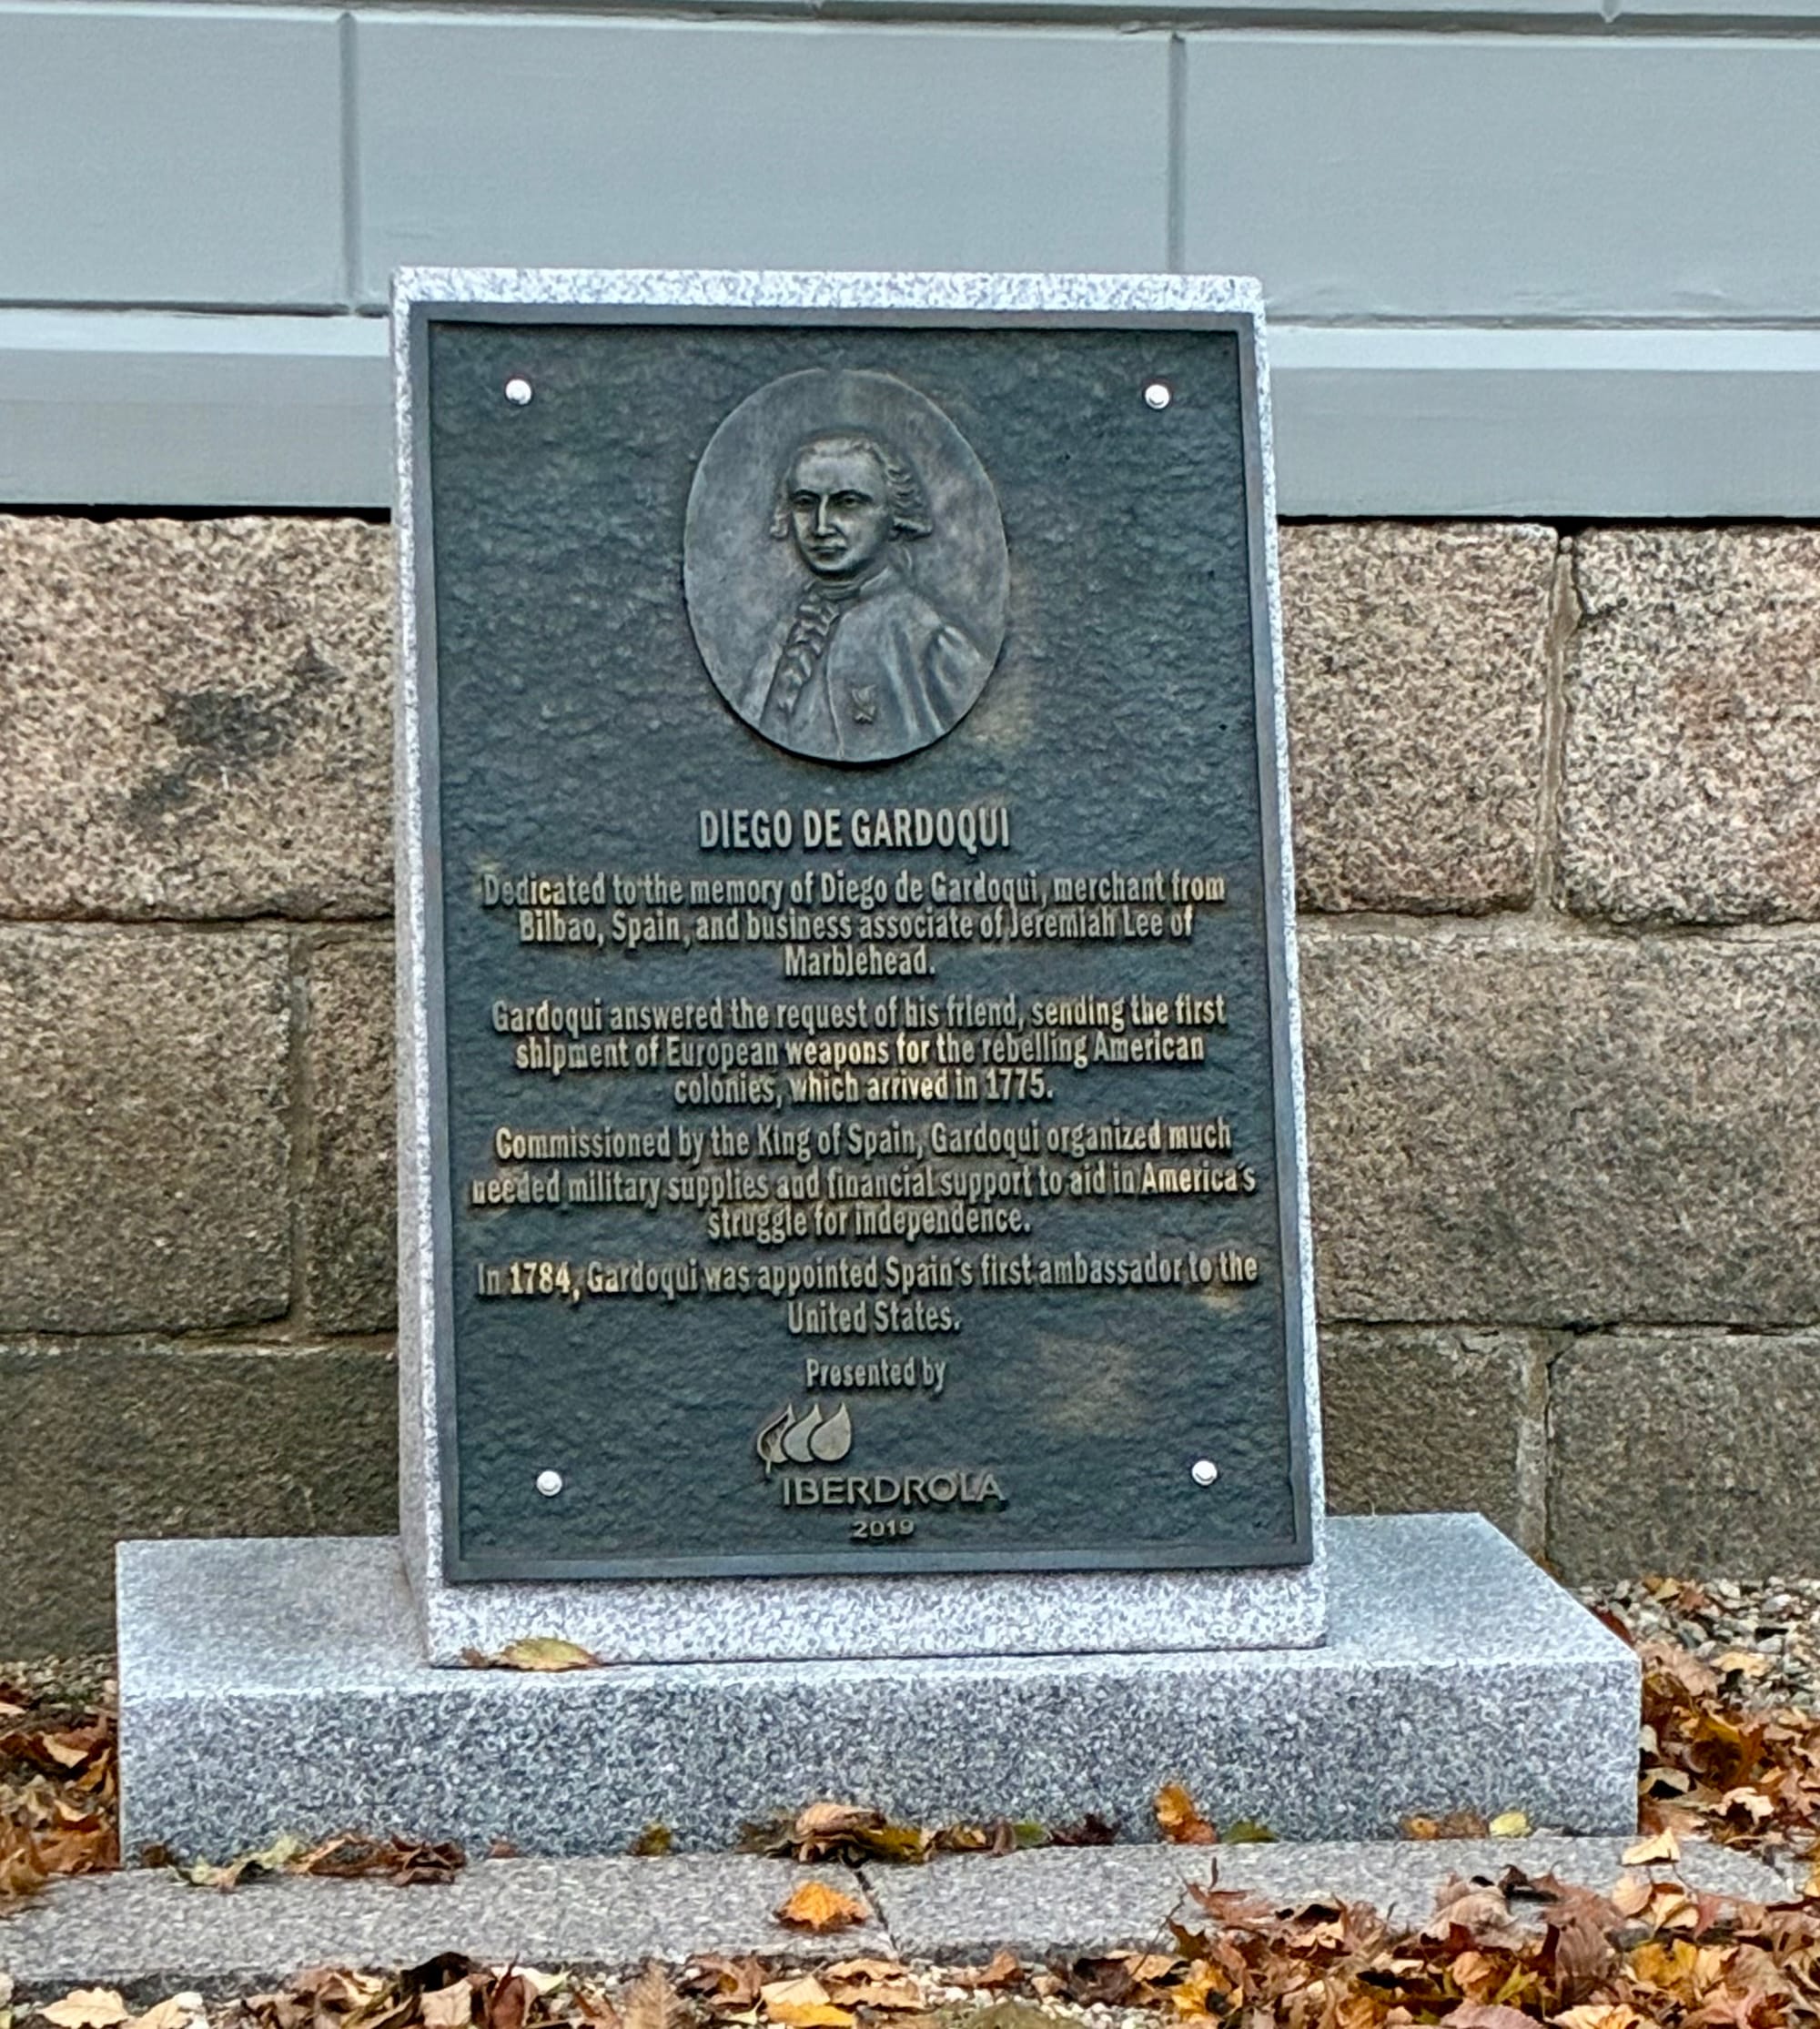 DIEGO DE GARDOQUI
Dedicated to the memory of Diego de Gardoqui, merchant from
Bilbao, Spain, and business associate of Jeremiah Lee of
Marblehead.
Gardoqui answered the request of his friend, sending the first
shipment of European weapons for the rebelling American
colonies, which arrived in 1775.
Commissioned by the King of Spain, Gardoqui organized much
needed military supplies and financial support to aid in America's
struggle for independence.
In 1784, Gardoqui was appointed Spain's first ambassador to the
United States.
Presented by
IBERDROLA
2019